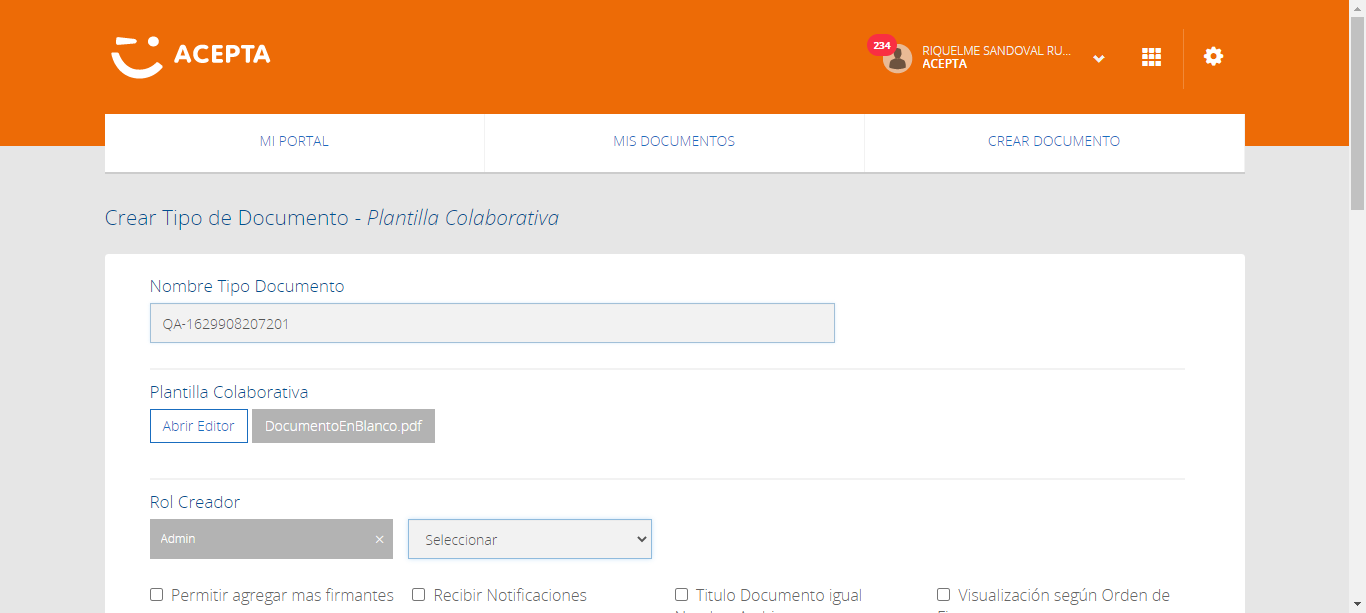 ACEPTA
234
RIQUELME SANDOVAL RU...
ACEPTA
MI PORTAL
MIS DOCUMENTOS
CREAR DOCUMENTO
Crear Tipo de Documento - Plantilla Colaborativa
Nombre Tipo Documento
QA-1629908207201
Plantilla Colaborativa
Abrir Editor
DocumentoEnBlanco.pdf
Rol Creador
Admin ×
Seleccionar
Permitir agregar mas firmantes
Recibir Notificaciones
Titulo Documento igual
Visualización según Orden de